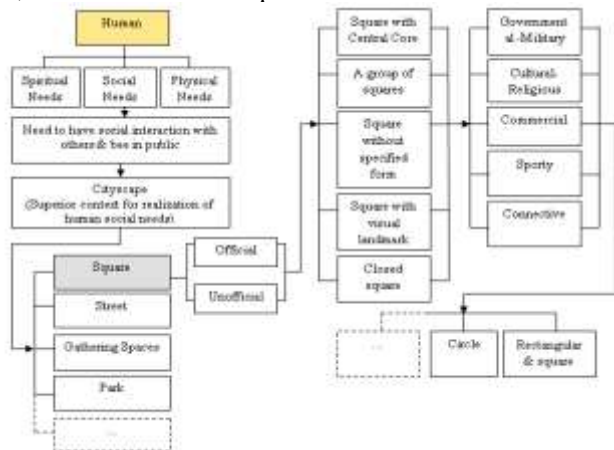 Human
Spiritual
Needs
Social
Needs
Physical
Needs
Need to have social interaction with
others & bee in public
Cityscape
(Superior context for realization of
human social needs)
Square
Street
Gathering Spaces
Park
...
Official
Unofficial
Square with
Central Core
A group of
squares
Square
without
specified
form
Square with
visual
landmark
Closed
square
Government
al-Military
Cultural
Religious
Commercial
Sporty
Connective
...
Circle
Rectangular
& square